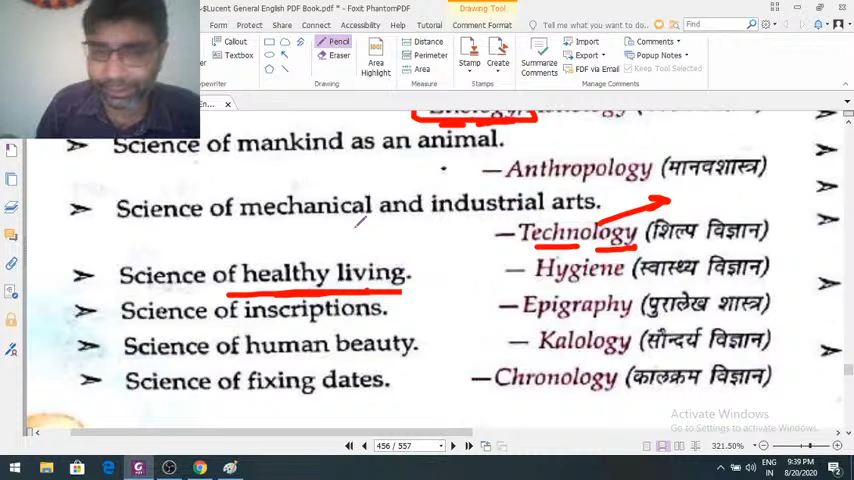 $Lucent General English PDF.pdf * - Foxit PhantomPDF
Drawing Tool
Form Protect Share Connect Accessibility Help Tutorial Comment Format
Tell me what you want to do...
Find
Callout
Textbox
Pencil
Eraser
Area Highlight
Distance
Perimeter
Area
Stamp
Create
Summarize Comments
Import
Export
FDF via Email
Comments
Popup Notes
Keep Tool Selected
Typewriter
Drawing
Measure
Stamps
Manage Comments
Science of mankind as an animal.
—Anthropology (मानवशास्त्र)
Science of mechanical and industrial arts.
—Technology (शिल्प विज्ञान)
Science of healthy living.
— Hygiene (स्वास्थ्य विज्ञान)
Science of inscriptions.
—Epigraphy (पुरालेख शास्त्र)
Science of human beauty.
— Kalology (सौन्दर्य विज्ञान)
Science of fixing dates.
—Chronology (कालक्रम विज्ञान)
Activate Windows
Go to Settings to activate Windows.
456 / 557
321.50%
ENG
IN
9:39 PM
8/20/2020